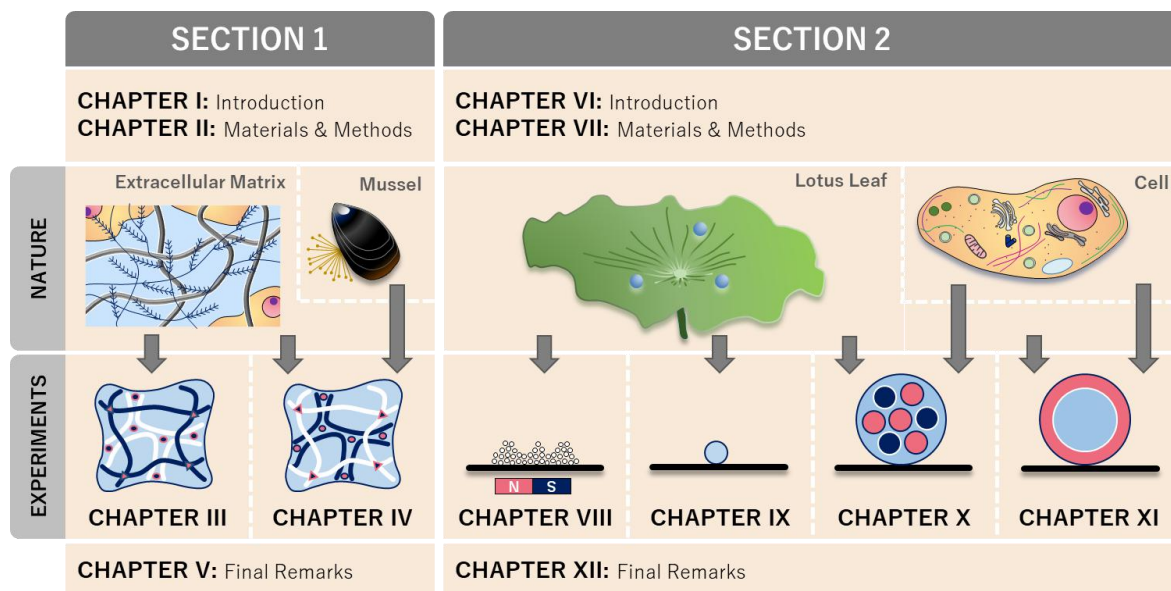 SECTION 1
SECTION 2
CHAPTER I: Introduction
CHAPTER II: Materials & Methods
CHAPTER VI: Introduction
CHAPTER VII: Materials & Methods
NATURE
Extracellular Matrix
Mussel
Lotus Leaf
Cell
EXPERIMENTS
N S
CHAPTER III
CHAPTER IV
CHAPTER VIII
CHAPTER IX
CHAPTER X
CHAPTER XI
CHAPTER V: Final Remarks
CHAPTER XII: Final Remarks